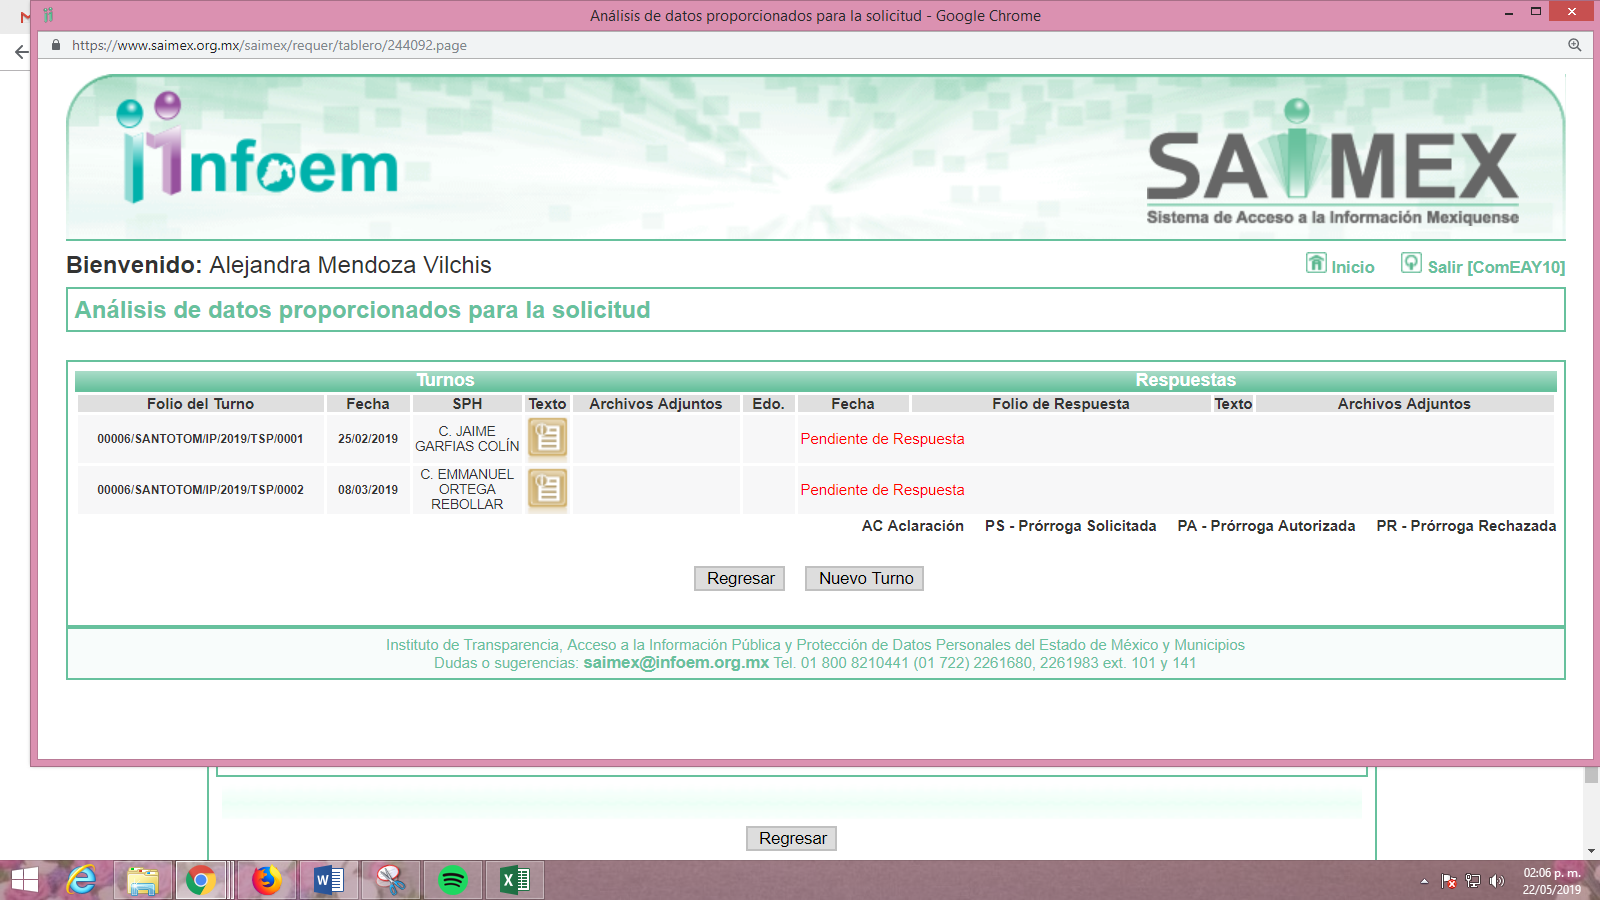 Análisis de datos proporcionados para la solicitud - Google Chrome
https://www.saimex.org.mx/saimex/requer/tablero/244092.page
infoem
SAIMEX
Sistema de Acceso a la Información Mexiquense
Bienvenido: Alejandra Mendoza Vilchis
Inicio Salir [ComEAY10]
Análisis de datos proporcionados para la solicitud
Turnos Respuestas
Folio del Turno Fecha SPH Texto Archivos Adjuntos Edo. Fecha Folio de Respuesta Texto Archivos Adjuntos
00006/SANTOTOM/IP/2019/TSP/0001 25/02/2019 C. JAIME GARFIAS COLÍN Pendiente de Respuesta
00006/SANTOTOM/IP/2019/TSP/0002 08/03/2019 C. EMMANUEL ORTEGA REBOLLAR Pendiente de Respuesta
AC Aclaración PS - Prórroga Solicitada PA - Prórroga Autorizada PR - Prórroga Rechazada
Regresar Nuevo Turno
Instituto de Transparencia, Acceso a la Información Pública y Protección de Datos Personales del Estado de México y Municipios
Dudas o sugerencias: saimex@infoem.org.mx Tel. 01 800 8210441 (01 722) 2261680, 2261983 ext. 101 y 141
Regresar
02:06 p. m.
22/05/2019